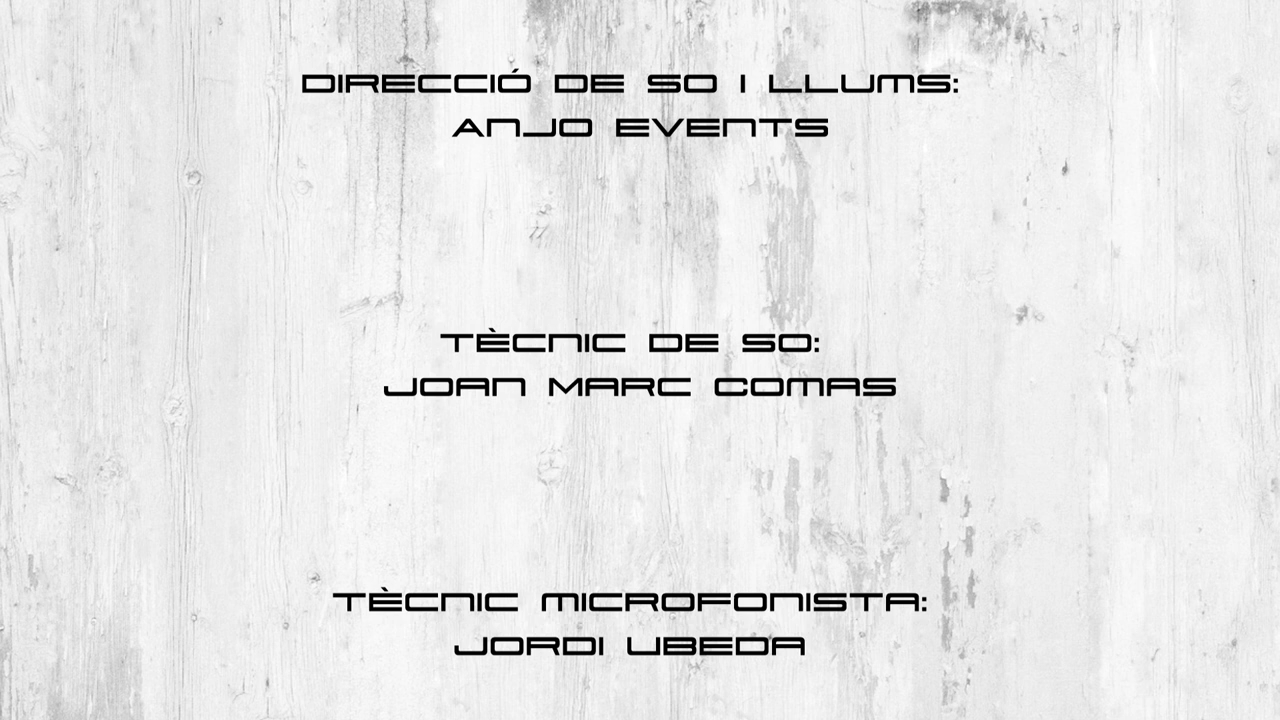 DIRECCIÓ DE SO I LLUMS:
ANJO EVENTS
TÈCNIC DE SO:
JOAN MARC COMAS
TÈCNIC MICROFONISTA:
JORDI UBEDA